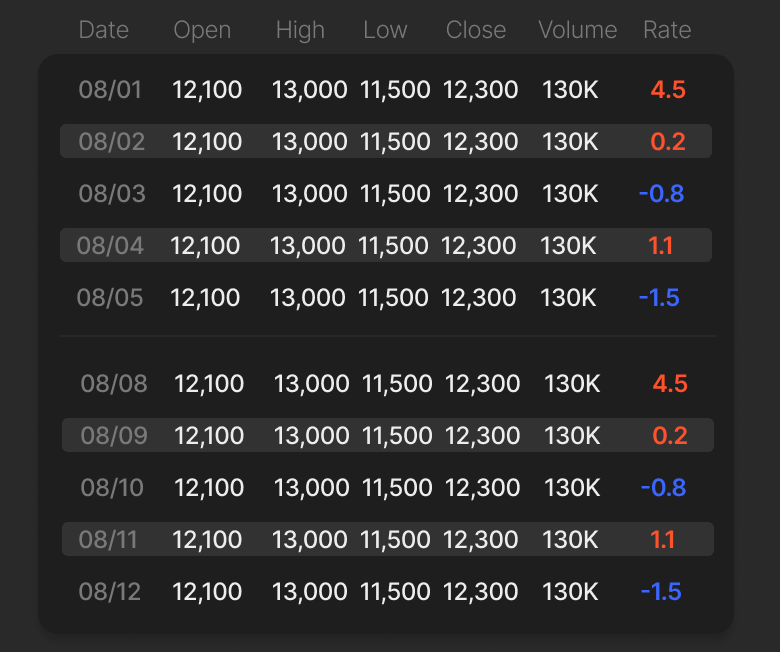 Date Open High Low Close Volume Rate
08/01 12,100 13,000 11,500 12,300 130K 4.5
08/02 12,100 13,000 11,500 12,300 130K 0.2
08/03 12,100 13,000 11,500 12,300 130K -0.8
08/04 12,100 13,000 11,500 12,300 130K 1.1
08/05 12,100 13,000 11,500 12,300 130K -1.5
08/08 12,100 13,000 11,500 12,300 130K 4.5
08/09 12,100 13,000 11,500 12,300 130K 0.2
08/10 12,100 13,000 11,500 12,300 130K -0.8
08/11 12,100 13,000 11,500 12,300 130K 1.1
08/12 12,100 13,000 11,500 12,300 130K -1.5